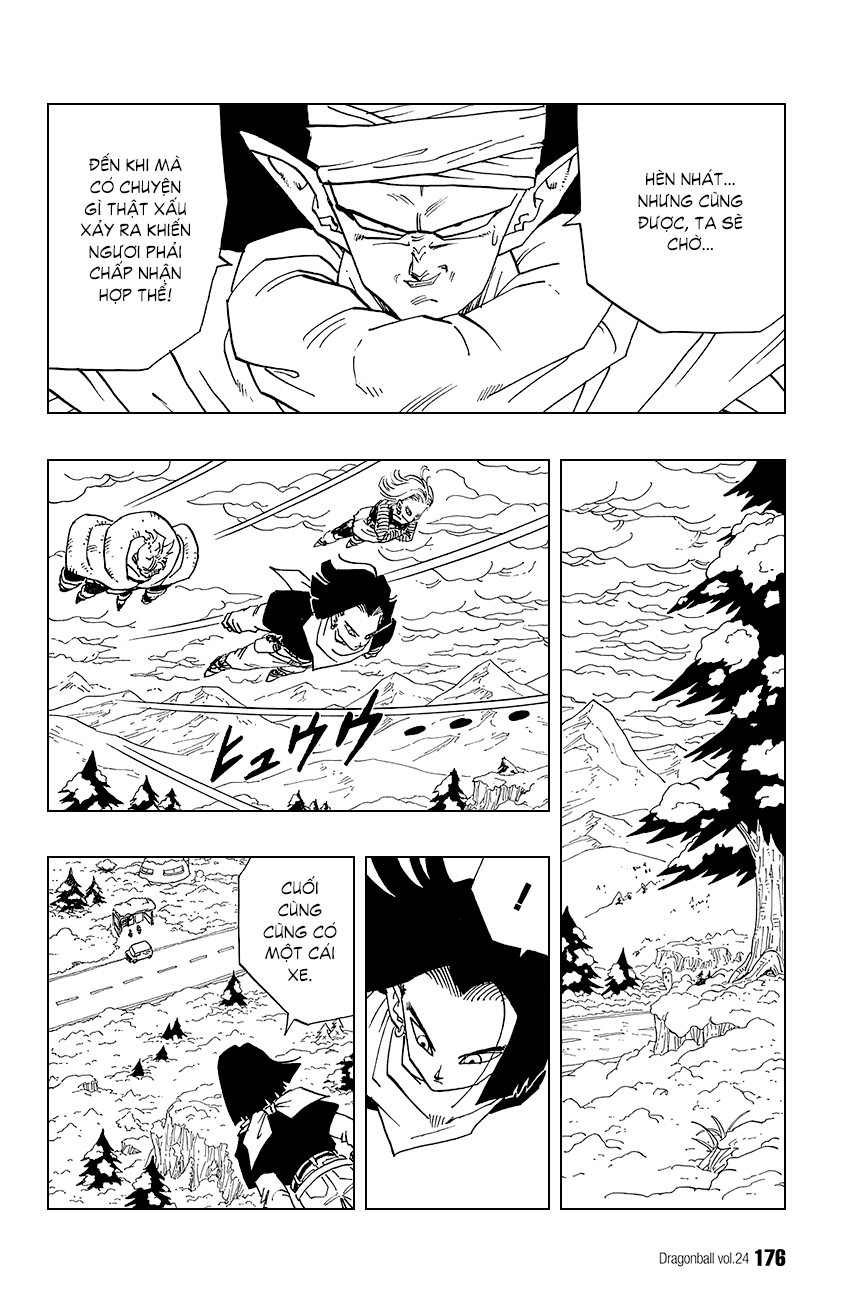 HÈN NHÁT...
NHƯNG CŨNG
ĐƯỢC, TA SẼ
CHỜ...
ĐẾN KHI MÀ
CÓ CHUYỆN
GÌ THẬT XẤU
XẢY RA KHIẾN
NGƯƠI PHẢI
CHẤP NHẬN
HỢP THỂ!
ヒュウウ・・・
!
CUỐI
CÙNG
CŨNG CÓ
MỘT CÁI
XE.
Dragonball vol.24 176